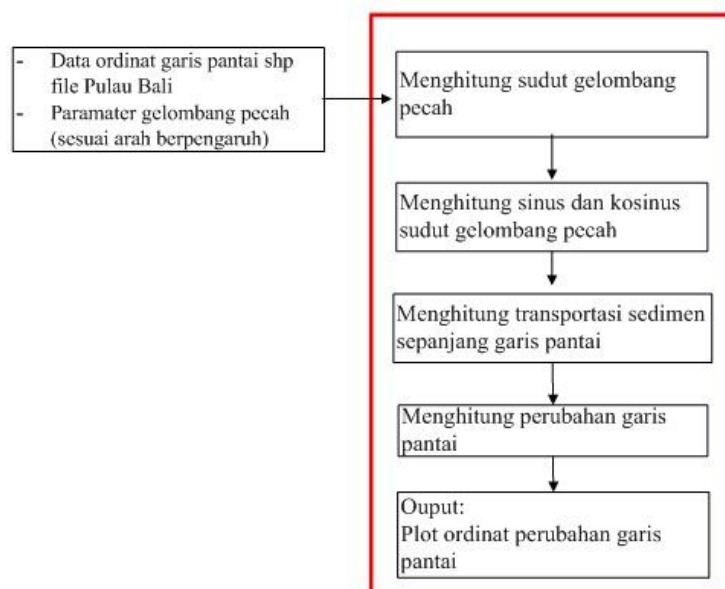 - Data ordinat garis pantai shp
file Pulau Bali
- Paramater gelombang pecah
(sesuai arah berpengaruh)
Menghitung sudut gelombang
pecah
Menghitung sinus dan kosinus
sudut gelombang pecah
Menghitung transportasi sedimen
sepanjang garis pantai
Menghitung perubahan garis
pantai
Ouput:
Plot ordinat perubahan garis
pantai